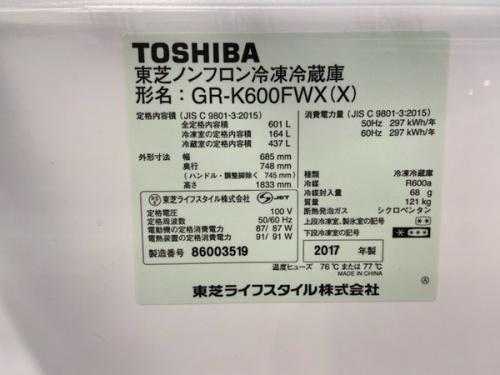 TOSHIBA
東芝ノンフロン冷凍冷蔵庫
形名：GR-K600FWX(X)
定格内容積 (JIS C 9801-3:2015)
全定格内容積 601 L
冷凍室の定格内容積 164 L
冷蔵室の定格内容積 437 L
外形寸法 幅 685 mm
奥行 748 mm
(ハンドル・調整脚除く 745 mm)
高さ 1833 mm
東芝ライフスタイル株式会社 S-JET
定格電圧 100 V
定格周波数 50/60 Hz
電動機の定格消費電力 87/ 87 W
電熱装置の定格消費電力 91/ 91 W
製造番号 86003519
消費電力量 (JIS C 9801-3:2015)
50Hz 297 kWh/年
60Hz 297 kWh/年
種類 冷凍冷蔵庫
冷媒 R600a
冷媒封入量 68 g
質量 121 kg
断熱発泡ガス シクロペンタン
上段冷凍室、製氷室の記号 ＊＊
下段冷凍室の記号 ＊＊＊＊
2017 年製
温度ヒューズ 76℃ または 77℃
MADE IN CHINA
Ⓐ
東芝ライフスタイル株式会社